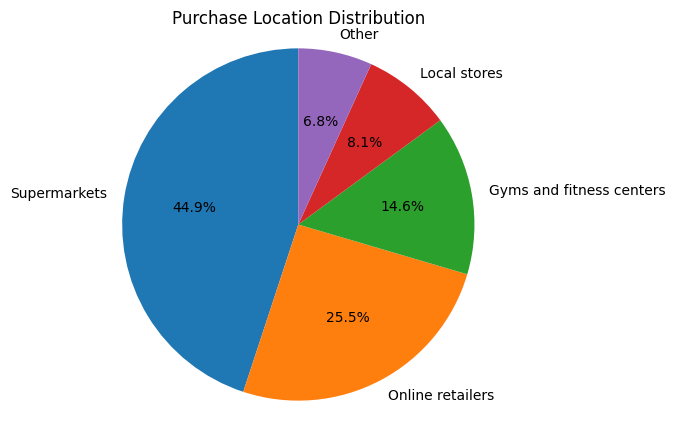 Purchase Location Distribution
Other
Local stores
6.8%
8.1%
Supermarkets
44.9%
14.6%
Gyms and fitness centers
25.5%
Online retailers